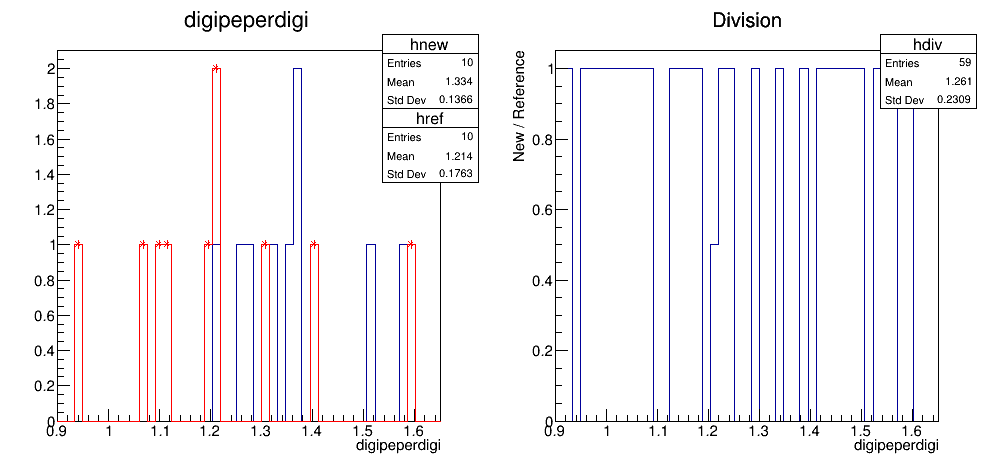 digipeperdigi
hnew
Entries 10
Mean 1.334
Std Dev 0.1366
href
Entries 10
Mean 1.214
Std Dev 0.1763
2
1.8
1.6
1.4
1.2
1
0.8
0.6
0.4
0.2
0
0.9 1 1.1 1.2 1.3 1.4 1.5 1.6
digipeperdigi
Division
hdiv
Entries 59
Mean 1.261
Std Dev 0.2309
New / Reference
1
0.8
0.6
0.4
0.2
0
0.9 1 1.1 1.2 1.3 1.4 1.5 1.6
digipeperdigi